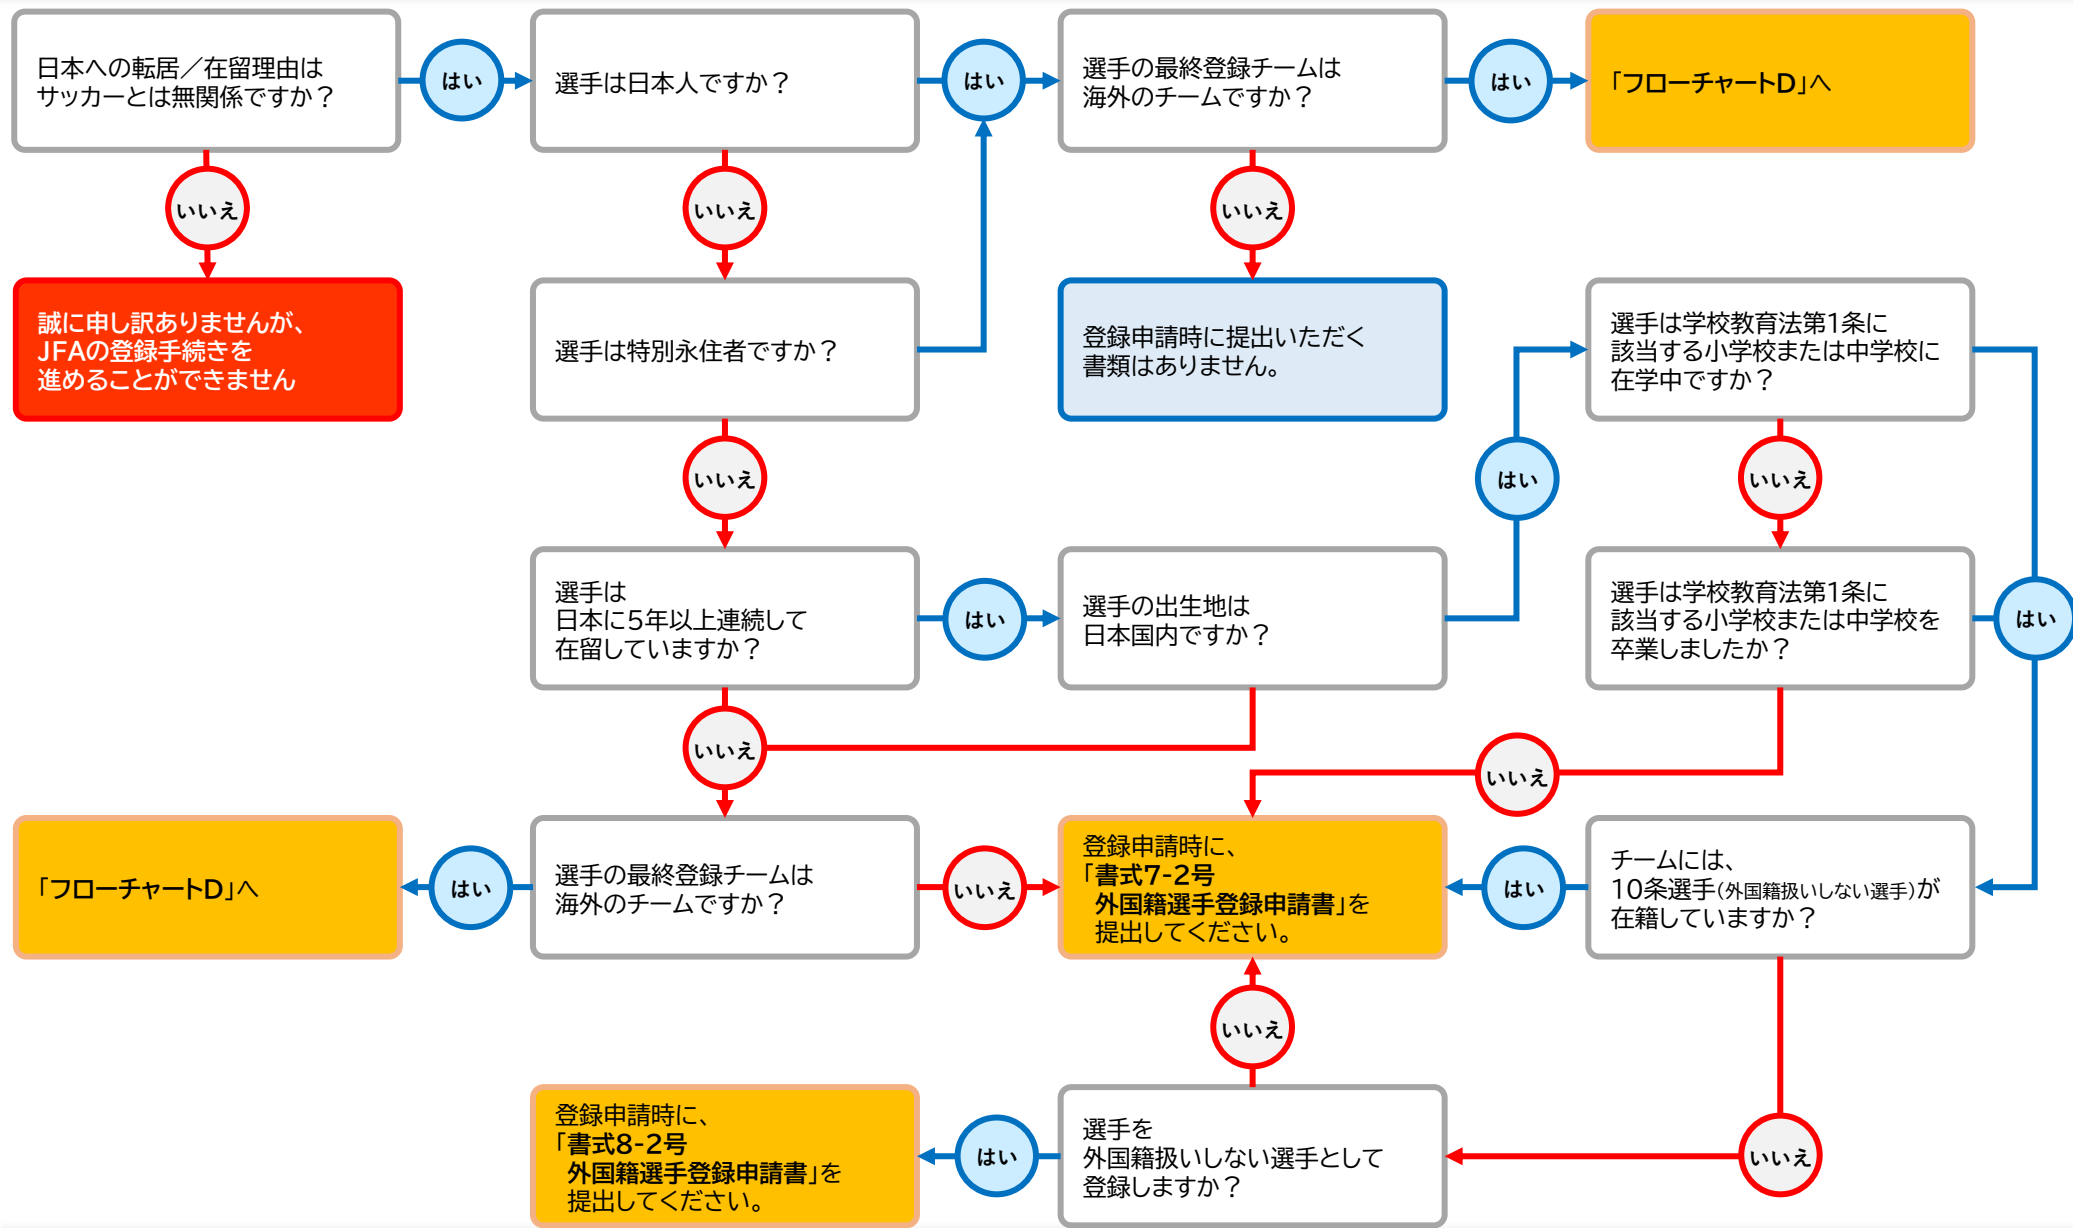 日本への転居／在留理由は
サッカーとは無関係ですか？
はい
選手は日本人ですか？
はい
選手の最終登録チームは
海外のチームですか？
はい
「フローチャートD」へ
いいえ
いいえ
いいえ
誠に申し訳ありませんが、
JFAの登録手続きを
進めることができません
選手は特別永住者ですか？
登録申請時に提出いただく
書類はありません。
選手は学校教育法第1条に
該当する小学校または中学校に
在学中ですか？
いいえ
はい
いいえ
選手は
日本に5年以上連続して
在留していますか？
はい
選手の出生地は
日本国内ですか？
選手は学校教育法第1条に
該当する小学校または中学校を
卒業しましたか？
はい
いいえ
いいえ
「フローチャートD」へ
はい
選手の最終登録チームは
海外のチームですか？
いいえ
登録申請時に、
「書式7-2号
外国籍選手登録申請書」を
提出してください。
はい
チームには、
10条選手(外国籍扱いしない選手)が
在籍していますか？
いいえ
登録申請時に、
「書式8-2号
外国籍選手登録申請書」を
提出してください。
はい
選手を
外国籍扱いしない選手として
登録しますか？
いいえ